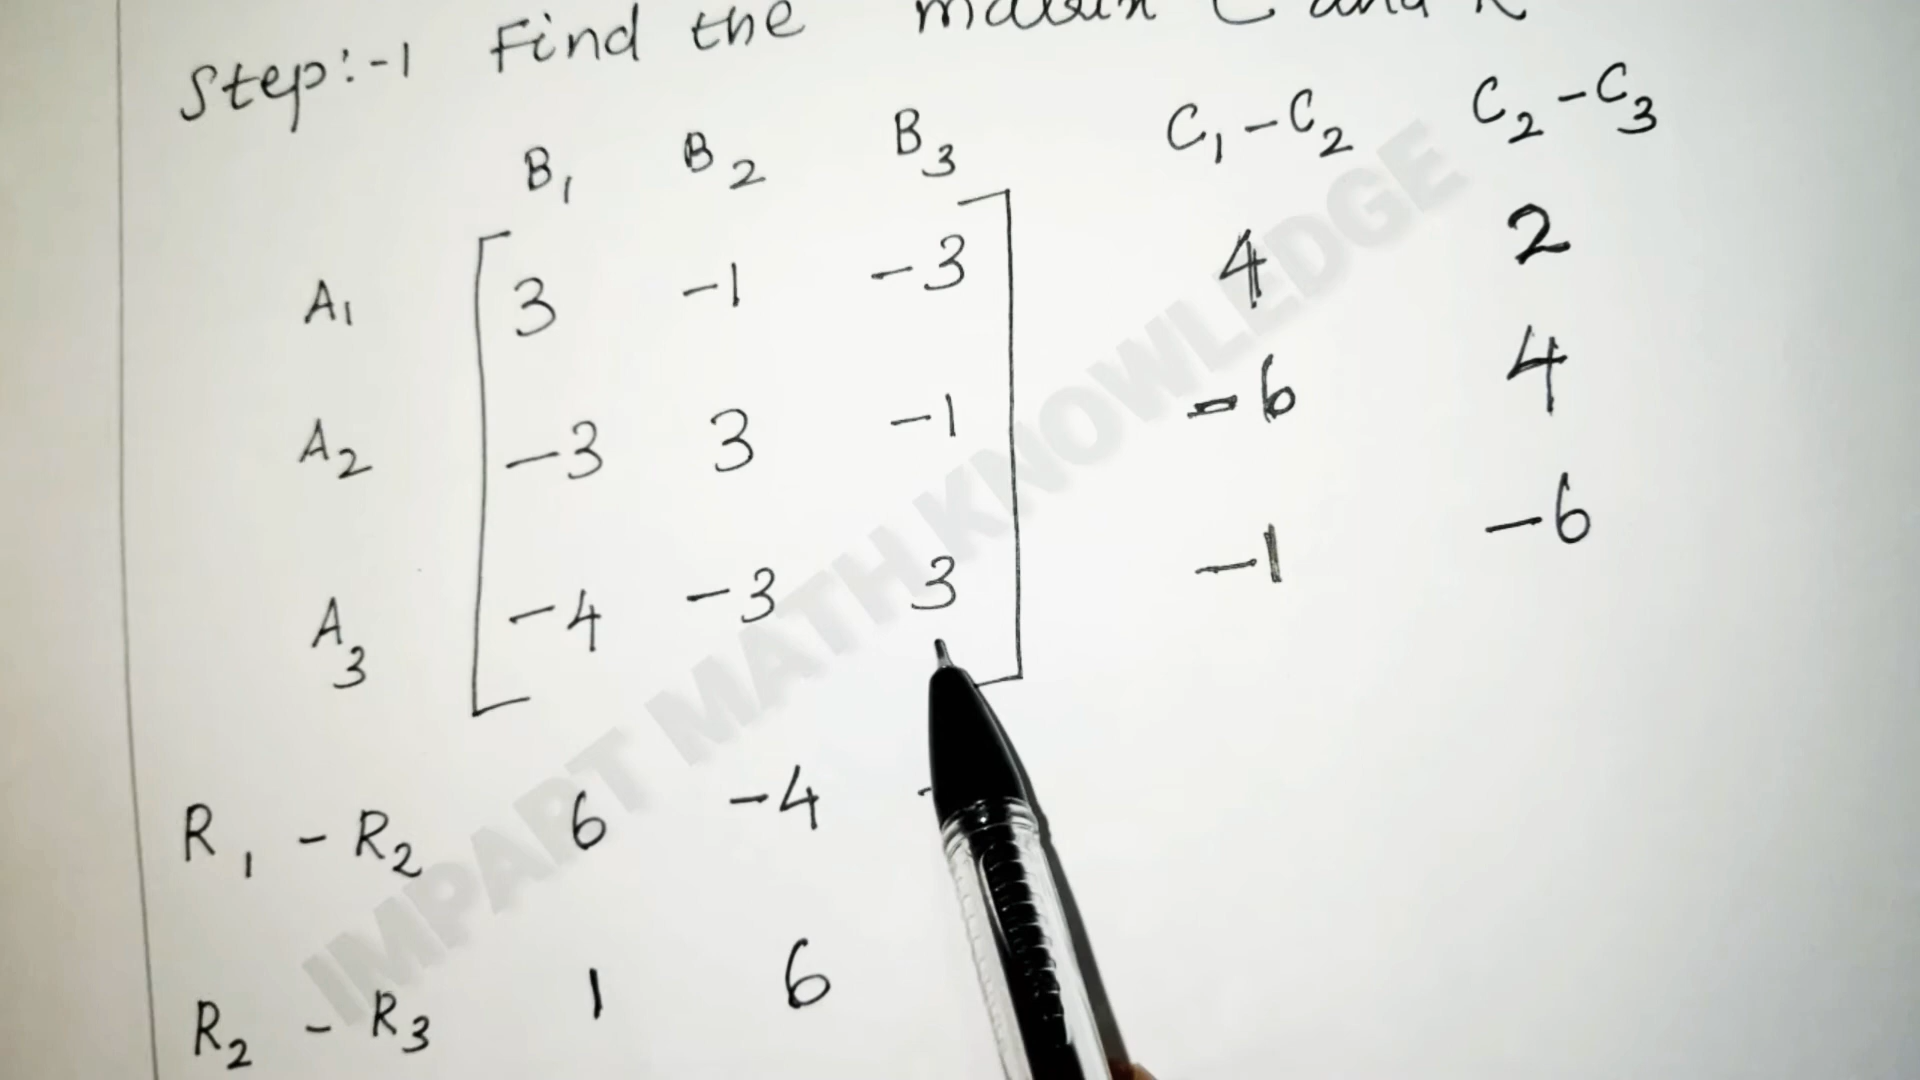 Step:-1 Find the matrix C and R
B1 B2 B3 C1-C2 C2-C3
A1 3 -1 -3 4 2
A2 -3 3 -1 -6 4
A3 -4 -3 3 -1 -6
R1 - R2 6 -4
R2 - R3 1 6
IMPART MATH KNOWLEDGE